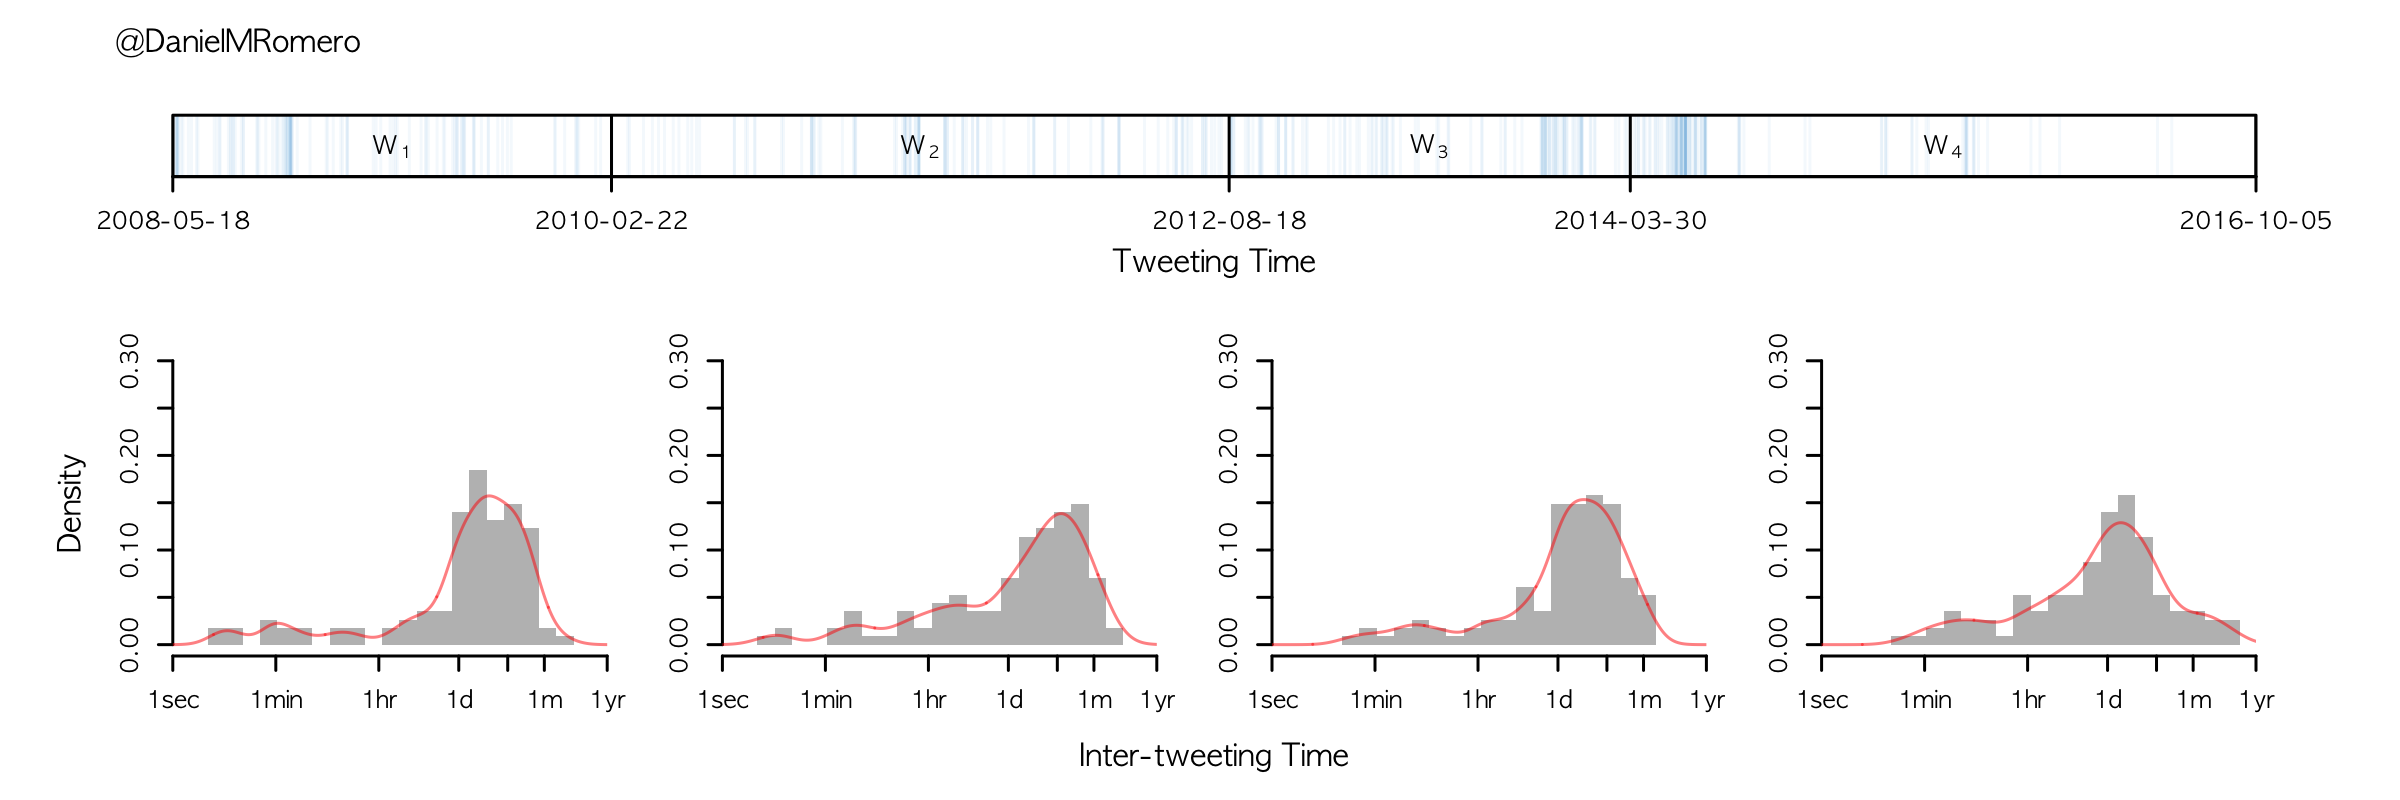 @DanielMRomero
W1 W2 W3 W4
2008-05-18 2010-02-22 2012-08-18 2014-03-30 2016-10-05
Tweeting Time
Density
0.00 0.10 0.20 0.30
1sec 1min 1hr 1d 1m 1yr
0.00 0.10 0.20 0.30
1sec 1min 1hr 1d 1m 1yr
0.00 0.10 0.20 0.30
1sec 1min 1hr 1d 1m 1yr
0.00 0.10 0.20 0.30
1sec 1min 1hr 1d 1m 1yr
Inter-tweeting Time